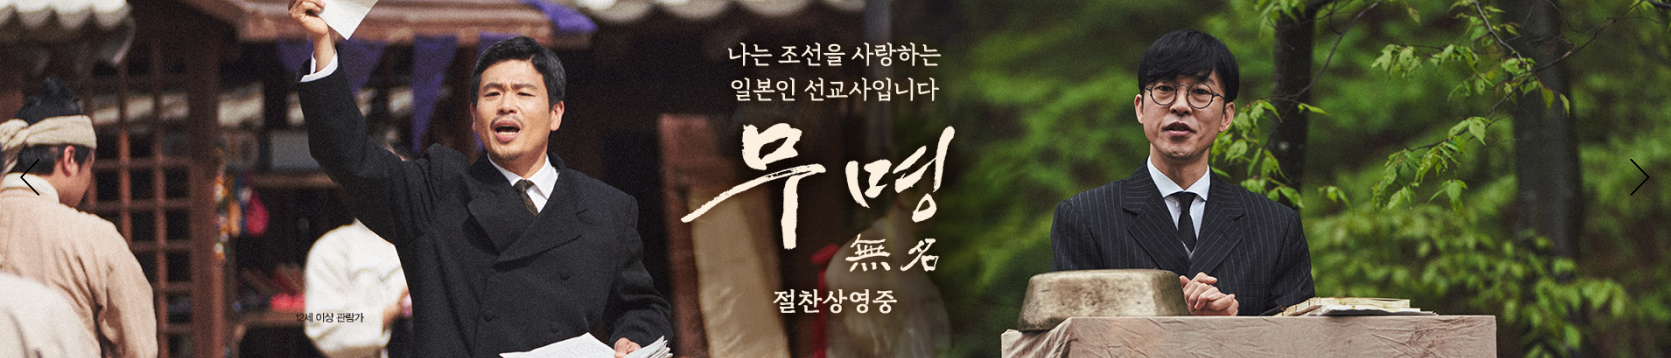 나는 조선을 사랑하는
일본인 선교사입니다
무명
無名
절찬상영중
12세 이상 관람가